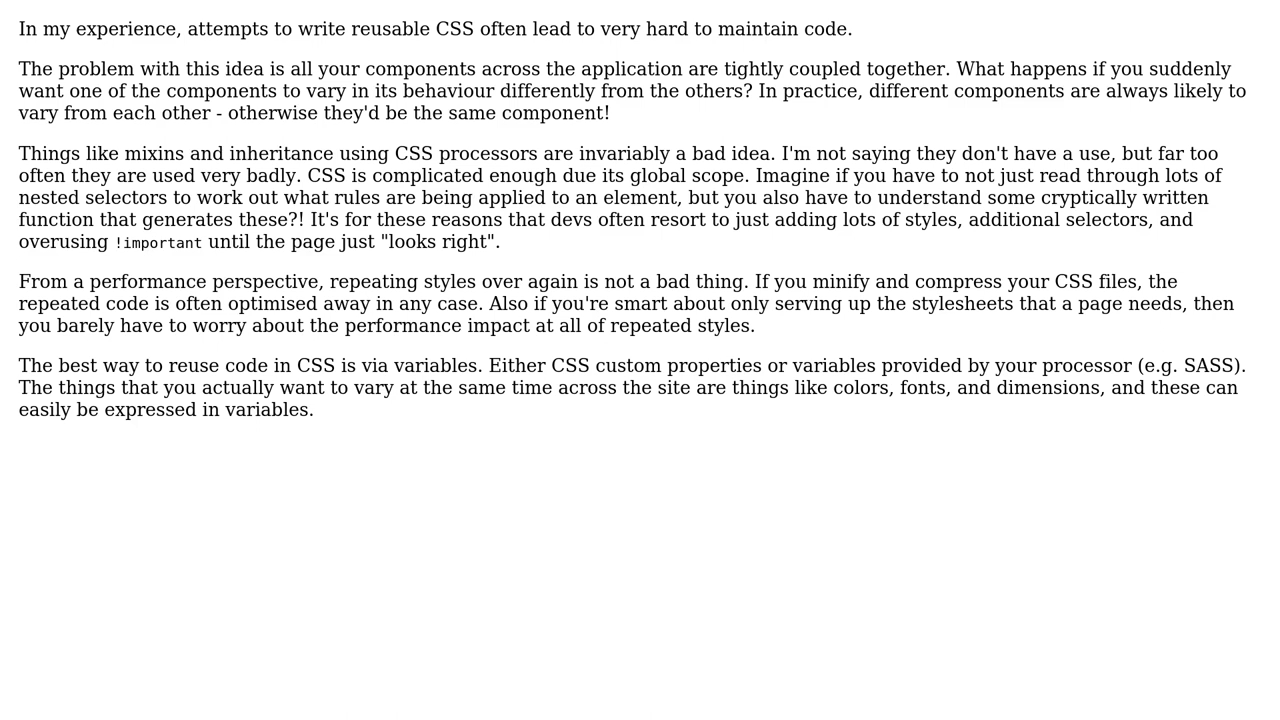 In my experience, attempts to write reusable CSS often lead to very hard to maintain code.
The problem with this idea is all your components across the application are tightly coupled together. What happens if you suddenly
want one of the components to vary in its behaviour differently from the others? In practice, different components are always likely to
vary from each other - otherwise they'd be the same component!
Things like mixins and inheritance using CSS processors are invariably a bad idea. I'm not saying they don't have a use, but far too
often they are used very badly. CSS is complicated enough due its global scope. Imagine if you have to not just read through lots of
nested selectors to work out what rules are being applied to an element, but you also have to understand some cryptically written
function that generates these?! It's for these reasons that devs often resort to just adding lots of styles, additional selectors, and
overusing !important until the page just "looks right".
From a performance perspective, repeating styles over again is not a bad thing. If you minify and compress your CSS files, the
repeated code is often optimised away in any case. Also if you're smart about only serving up the stylesheets that a page needs, then
you barely have to worry about the performance impact at all of repeated styles.
The best way to reuse code in CSS is via variables. Either CSS custom properties or variables provided by your processor (e.g. SASS).
The things that you actually want to vary at the same time across the site are things like colors, fonts, and dimensions, and these can
easily be expressed in variables.